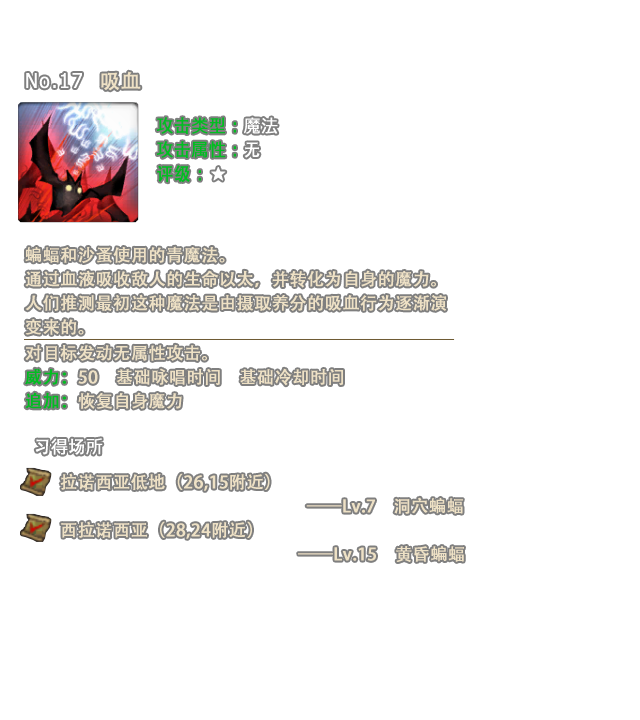 No.17 吸血
攻击类型：魔法
攻击属性：无
评级：☆
蝙蝠和沙蚤使用的青魔法。
通过血液吸收敌人的生命以太，并转化为自身的魔力。
人们推测最初这种魔法是由摄取养分的吸血行为逐渐演
变来的。
对目标发动无属性攻击。
威力：50 基础咏唱时间 基础冷却时间
追加：恢复自身魔力
习得场所
拉诺西亚低地（26,15附近）
——Lv.7 洞穴蝙蝠
西拉诺西亚（28,24附近）
——Lv.15 黄昏蝙蝠